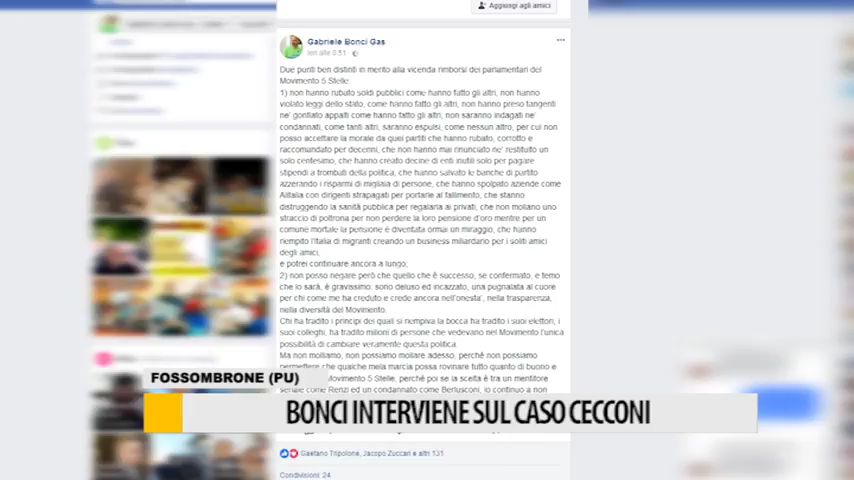 Aggiungi agli amici
Gabriele Bonci Gas
Ieri alle 0:51
Due punti ben distinti in merito alla vicenda rimborsi dei parlamentari del
Movimento 5 Stelle:
1) non hanno rubato soldi pubblici come hanno fatto gli altri, non hanno
violato leggi dello stato, come hanno fatto gli altri, non hanno preso tangenti
ne' gonfiato appalti come hanno fatto gli altri, non saranno indagati ne'
condannati, come tanti altri, saranno espulsi, come nessun altro, per cui non
posso accettare la morale da quei partiti che hanno rubato, corrotto e
raccomandato per decenni, che non hanno mai rinunciato ne' restituito un
solo centesimo, che hanno creato decine di enti inutili solo per pagare
stipendi a trombati della politica, che hanno salvato le banche di partito
azzerando i risparmi di migliaia di persone, che hanno spolpato aziende come
Alitalia con dirigenti strapagati per portarle al fallimento, che stanno
distruggendo la sanità pubblica per regalarla ai privati, che non mollano uno
straccio di poltrona per non perdere la loro pensione d'oro mentre per un
comune mortale la pensione è diventata ormai un miraggio, che hanno
riempito l'Italia di migranti creando un business miliardario per i soliti amici
degli amici,
e potrei continuare ancora a lungo;
2) non posso negare però che quello che è successo, se confermato, e temo
che lo sarà, è gravissimo: sono deluso ed incazzato, una pugnalata al cuore
per chi come me ha creduto e crede ancora nell'onesta', nella trasparenza,
nella diversità del Movimento.
Chi ha tradito i principi dei quali si riempiva la bocca ha tradito i suoi elettori, i
suoi colleghi, ha tradito milioni di persone che vedevano nel Movimento l'unica
possibilità di cambiare veramente questa politica.
Ma non molliamo, non possiamo mollare adesso, perché non possiamo
permettere che qualche mela marcia possa rovinare tutto quanto di buono e
Movimento 5 Stelle, perché poi se la scelta è tra un mentitore
seriale come Renzi ed un condannato come Berlusconi, io continuo a non
FOSSOMBRONE (PU)
BONCI INTERVIENE SUL CASO CECCONI
Gaetano Tripolone, Jacopo Zuccari e altri 131
Condivisioni: 24